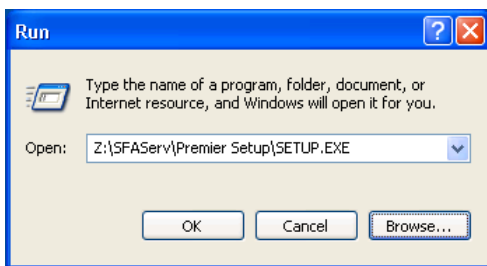 Run
Type the name of a program, folder, document, or
Internet resource, and Windows will open it for you.
Open: Z:\SFAServ\Premier Setup\SETUP.EXE
OK Cancel Browse...